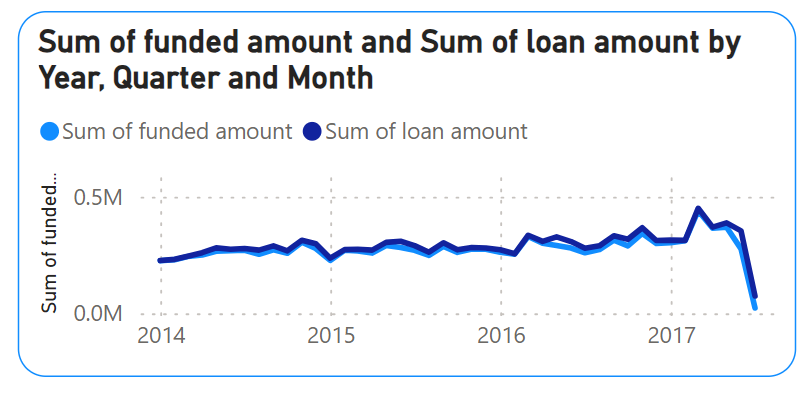 Sum of funded amount and Sum of loan amount by
Year, Quarter and Month
Sum of funded amount Sum of loan amount
Sum of funded...
0.5M
0.0M
2014 2015 2016 2017